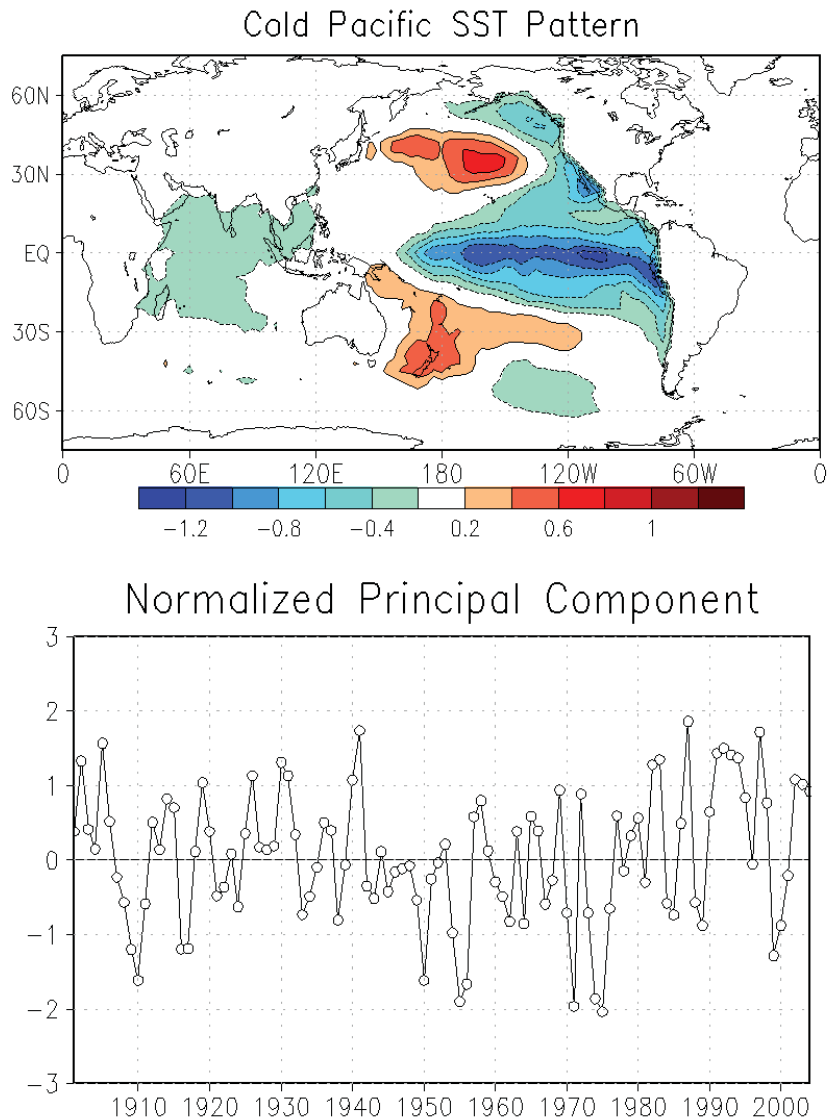 Cold Pacific SST Pattern
60N
30N
EQ
30S
60S
0 60E 120E 180 120W 60W 0
−1.2 −0.8 −0.4 0.2 0.6 1
Normalized Principal Component
3
2
1
0
−1
−2
−3
1910 1920 1930 1940 1950 1960 1970 1980 1990 2000